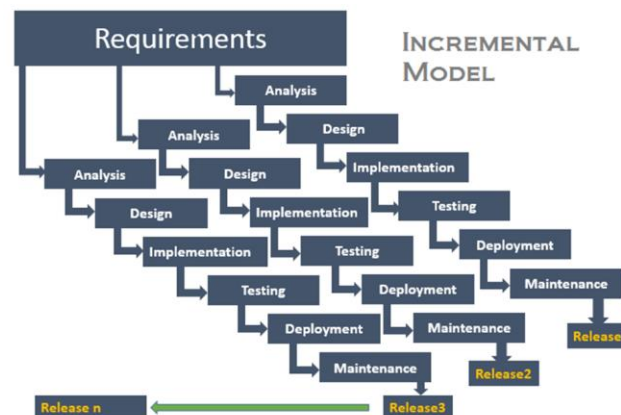 Requirements
INCREMENTAL
MODEL
Analysis
Analysis
Design
Analysis
Design
Implementation
Design
Implementation
Testing
Implementation
Testing
Deployment
Testing
Deployment
Maintenance
Deployment
Maintenance
Release
Maintenance
Release2
Release n
Release3